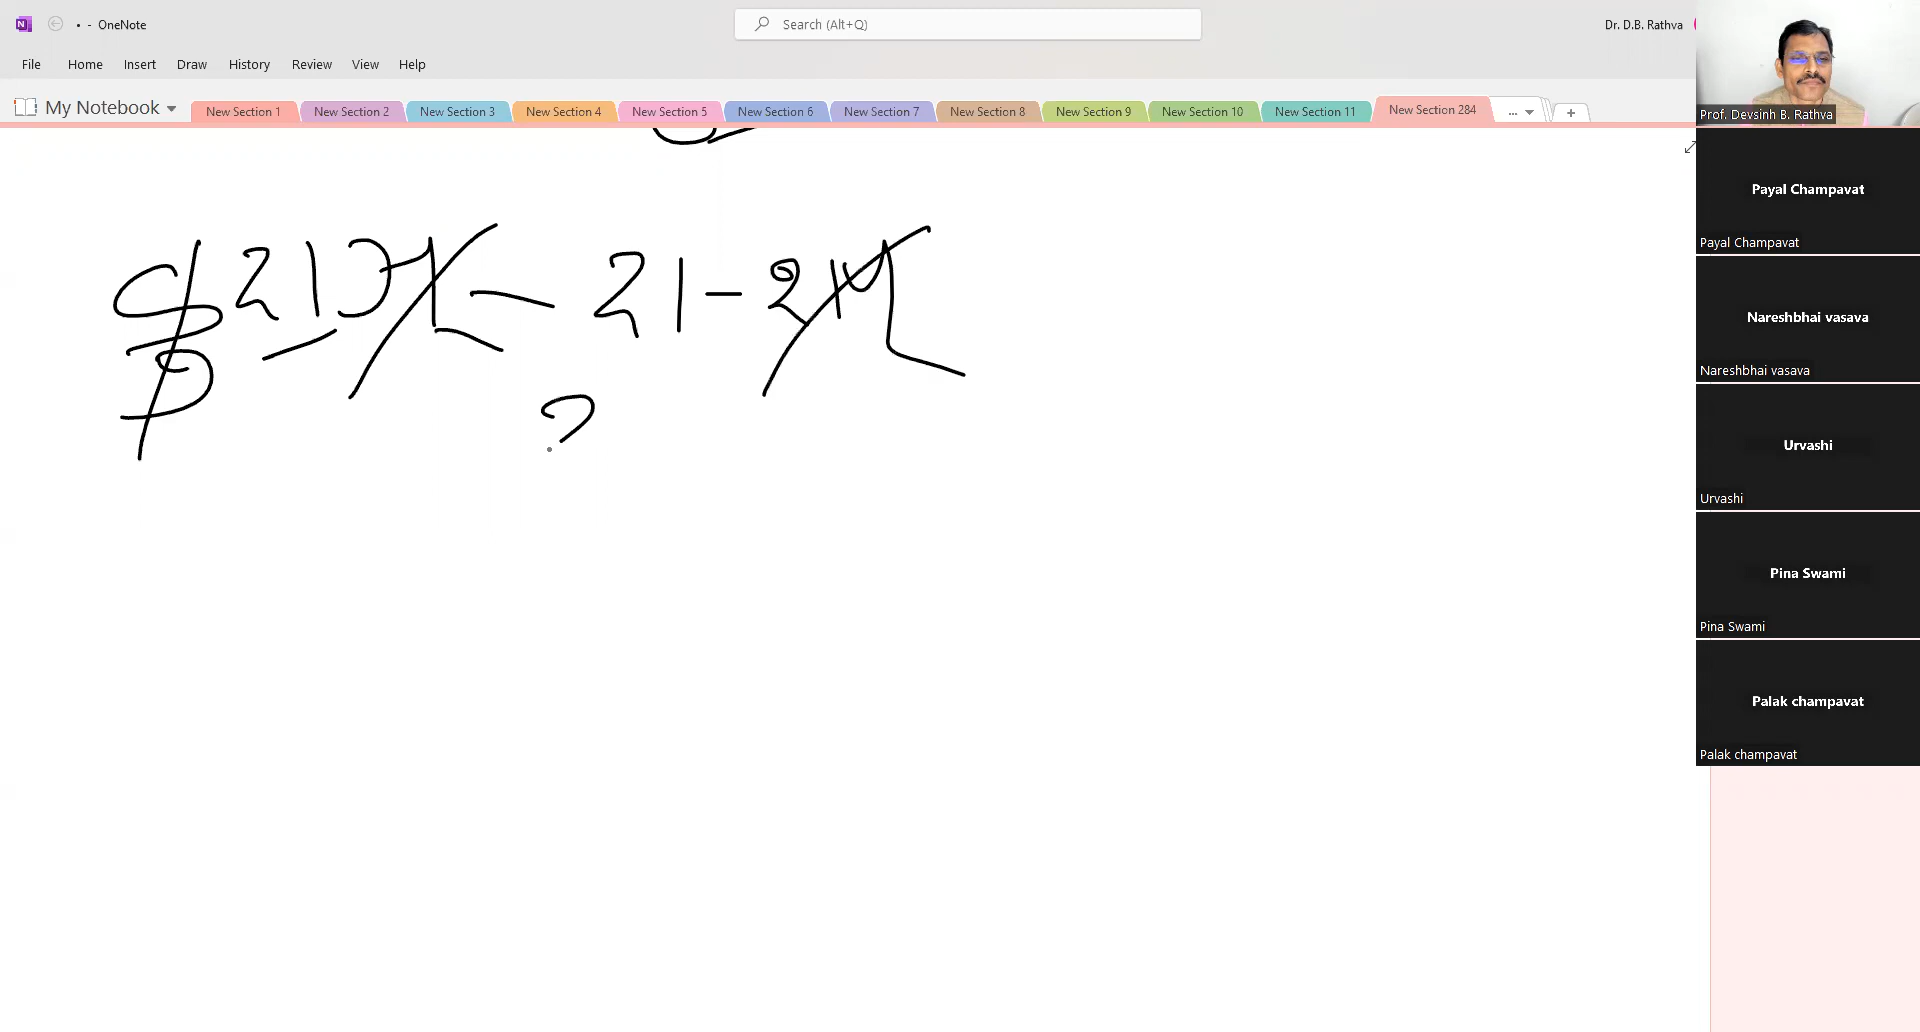 • - OneNote
Search (Alt+Q)
Dr. D.B. Rathva
File Home Insert Draw History Review View Help
My Notebook
New Section 1 New Section 2 New Section 3 New Section 4 New Section 5 New Section 6 New Section 7 New Section 8 New Section 9 New Section 10 New Section 11 New Section 284 ...
Prof. Devsinh B. Rathva
Payal Champavat
Payal Champavat
Nareshbhai vasava
Nareshbhai vasava
Urvashi
Urvashi
Pina Swami
Pina Swami
Palak champavat
Palak champavat